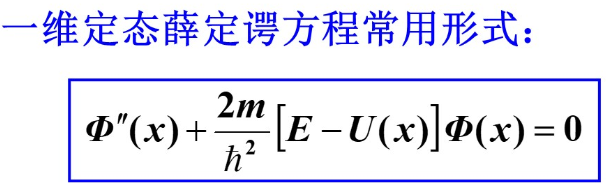 一维定态薛定谔方程常用形式：
Φ″(x) + 2m/ħ² [E − U(x)]Φ(x) = 0